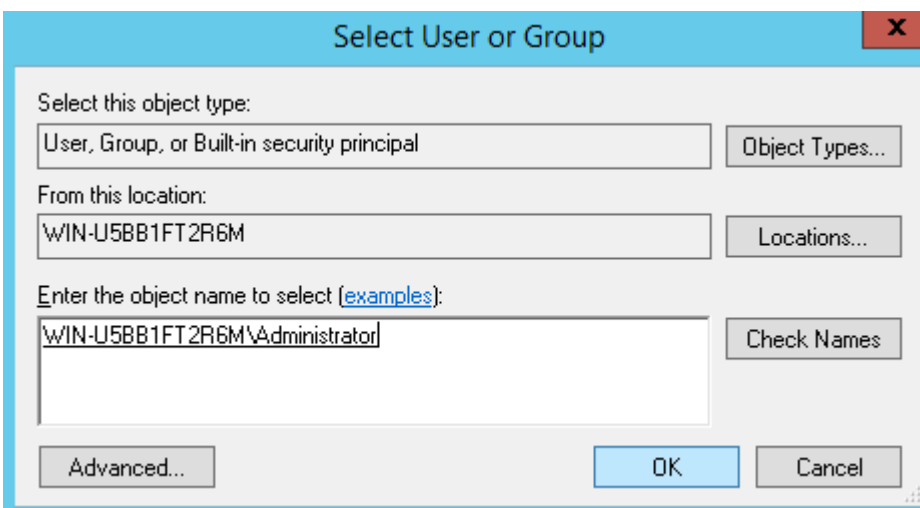 Select User or Group
x
Select this object type:
User, Group, or Built-in security principal
Object Types...
From this location:
WIN-U5BB1FT2R6M
Locations...
Enter the object name to select (examples):
WIN-U5BB1FT2R6M\Administrator
Check Names
Advanced...
OK
Cancel